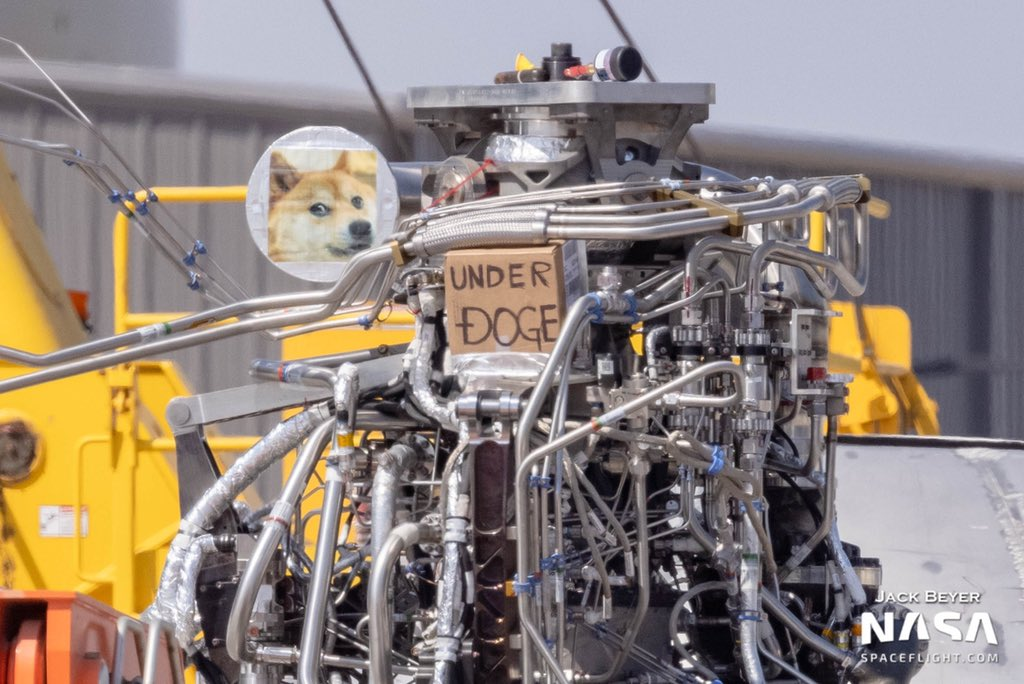 UNDER
ÐOGE
JACK BEYER
NASA
SPACEFLIGHT.COM